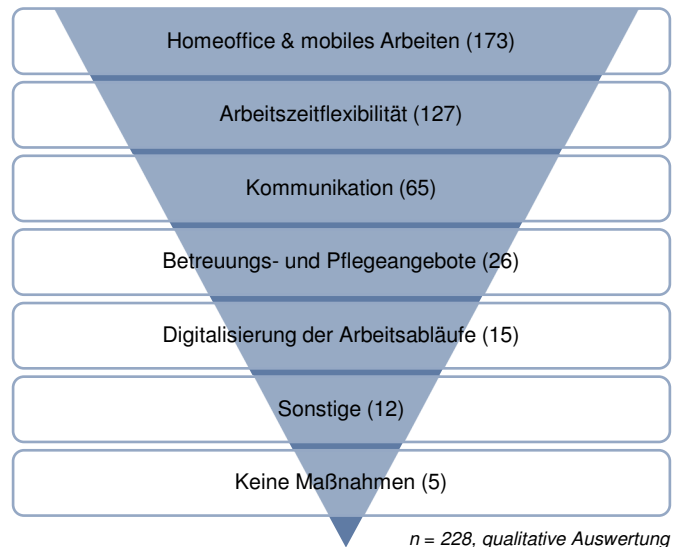 Homeoffice & mobiles Arbeiten (173)
Arbeitszeitflexibilität (127)
Kommunikation (65)
Betreuungs- und Pflegeangebote (26)
Digitalisierung der Arbeitsabläufe (15)
Sonstige (12)
Keine Maßnahmen (5)
n = 228, qualitative Auswertung